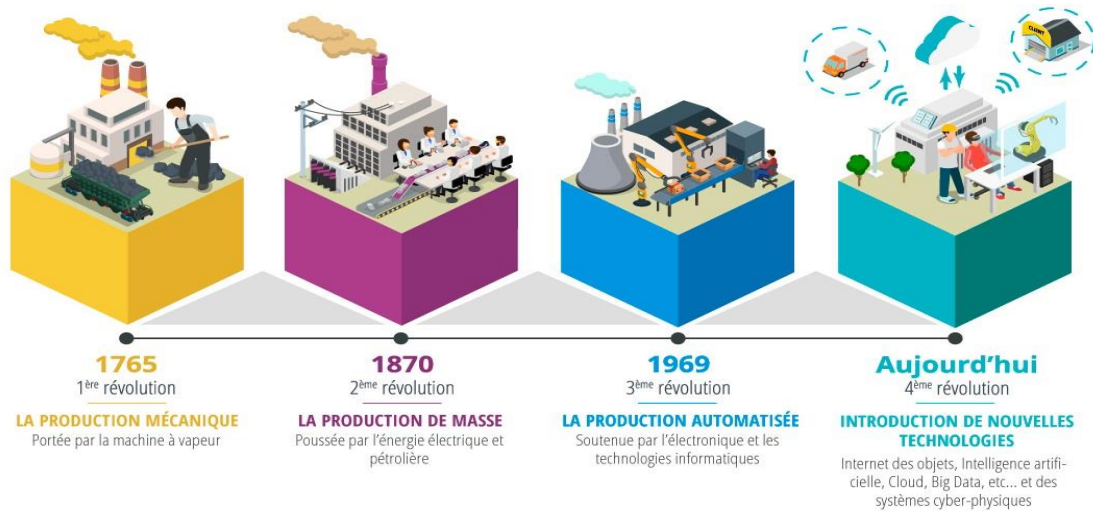 CLIENT
1765
1ère révolution
LA PRODUCTION MÉCANIQUE
Portée par la machine à vapeur
1870
2ème révolution
LA PRODUCTION DE MASSE
Poussée par l’énergie électrique et
pétrolière
1969
3ème révolution
LA PRODUCTION AUTOMATISÉE
Soutenue par l’électronique et les
technologies informatiques
Aujourd’hui
4ème révolution
INTRODUCTION DE NOUVELLES
TECHNOLOGIES
Internet des objets, Intelligence artifi-
cielle, Cloud, Big Data, etc... et des
systèmes cyber-physiques